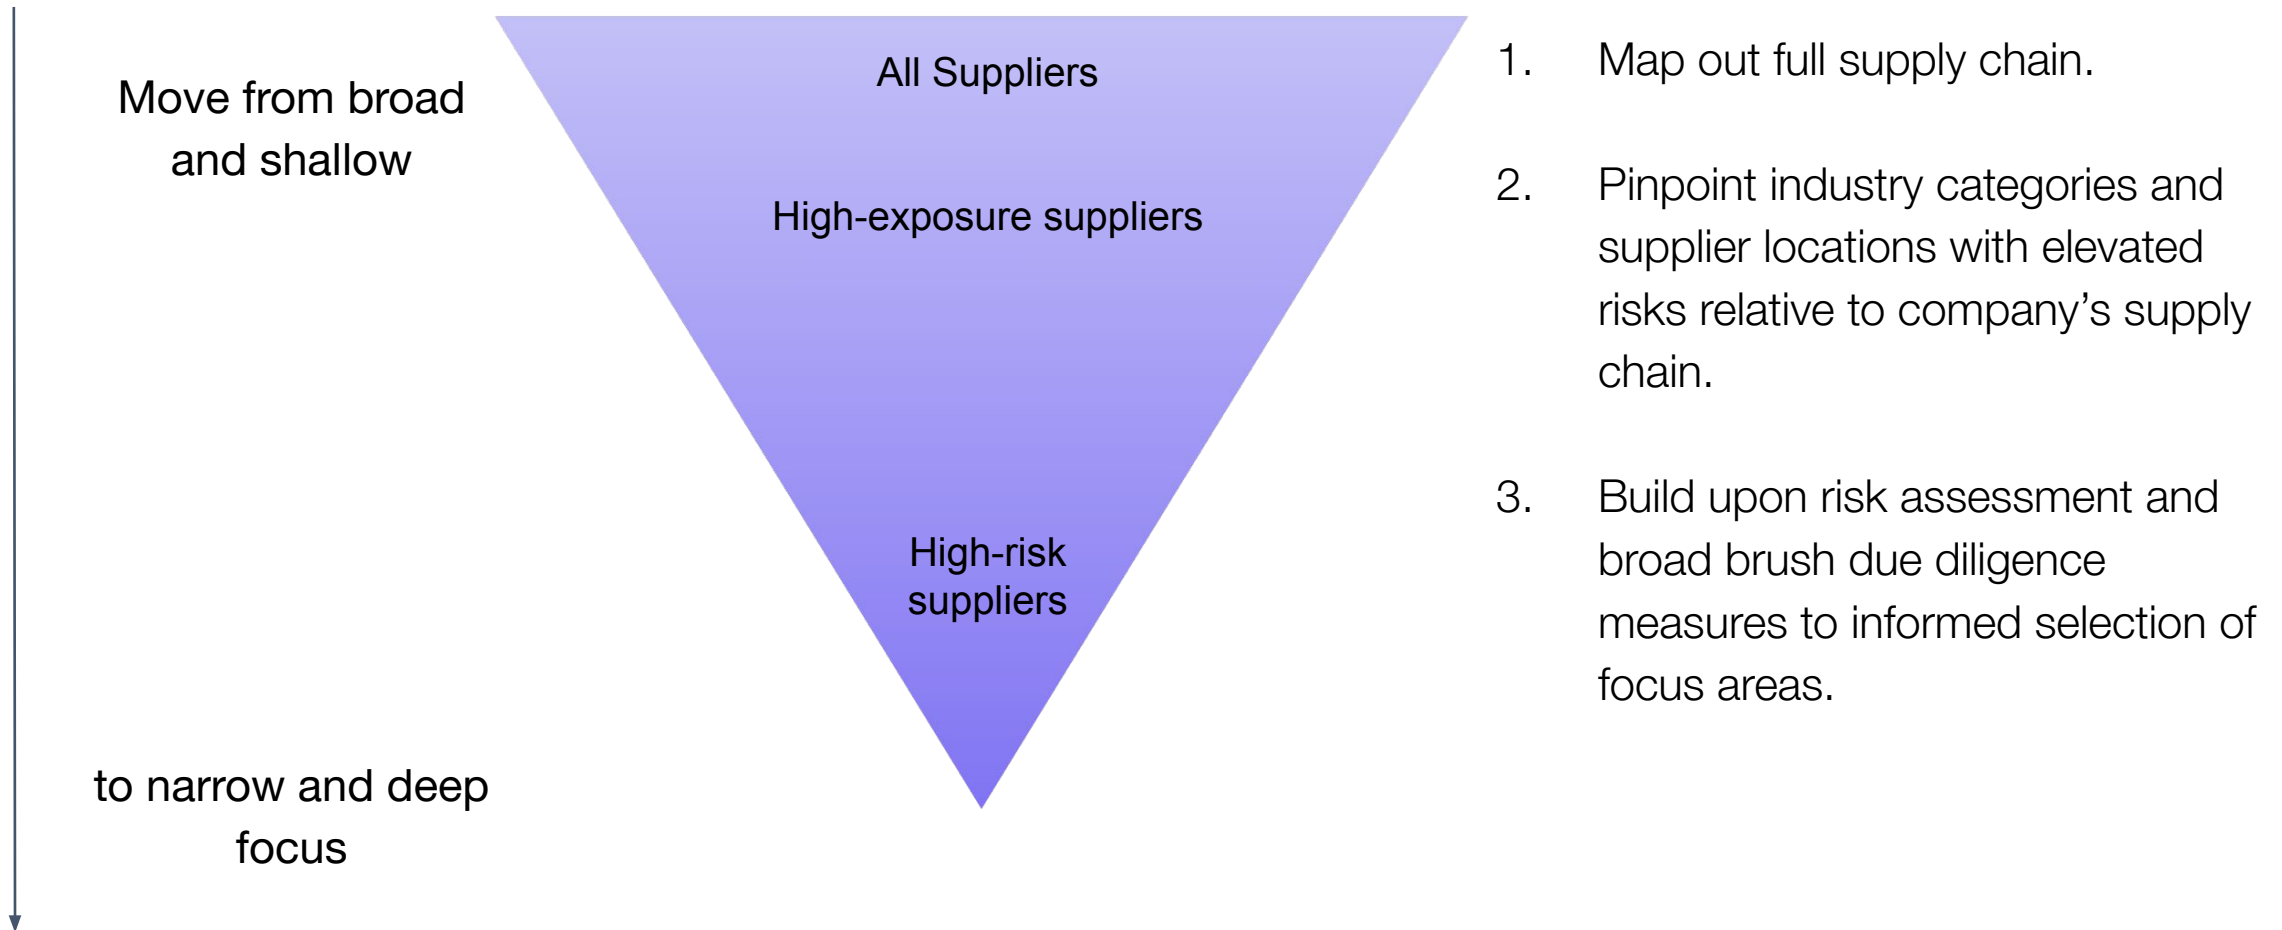 Move from broad
and shallow
to narrow and deep
focus
All Suppliers
High-exposure suppliers
High-risk
suppliers
1. Map out full supply chain.
2. Pinpoint industry categories and
supplier locations with elevated
risks relative to company’s supply
chain.
3. Build upon risk assessment and
broad brush due diligence
measures to informed selection of
focus areas.